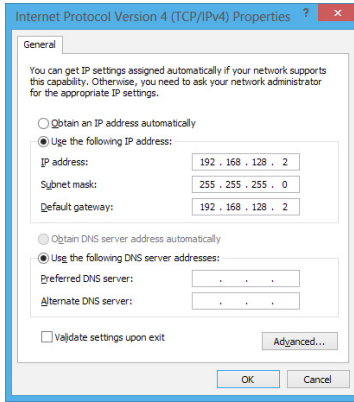 Internet Protocol Version 4 (TCP/IPv4) Properties ? ×
General
You can get IP settings assigned automatically if your network supports
this capability. Otherwise, you need to ask your network administrator
for the appropriate IP settings.
Obtain an IP address automatically
Use the following IP address:
IP address: 192 . 168 . 128 . 2
Subnet mask: 255 . 255 . 255 . 0
Default gateway: 192 . 168 . 128 . 2
Obtain DNS server address automatically
Use the following DNS server addresses:
Preferred DNS server: . . .
Alternate DNS server: . . .
Validate settings upon exit
Advanced...
OK Cancel